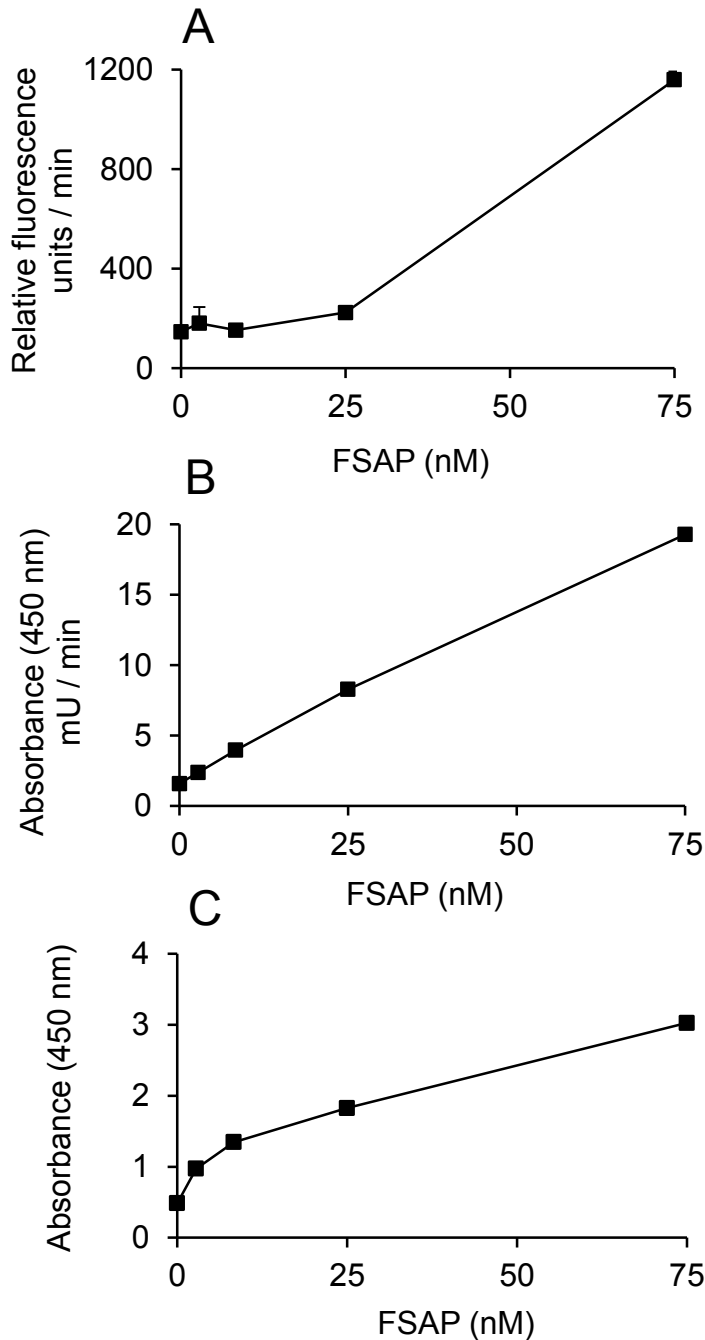 A
Relative fluorescence
units / min
1200
800
400
0
0 25 50 75
FSAP (nM)
B
Absorbance (450 nm)
mU / min
20
15
10
5
0
0 25 50 75
FSAP (nM)
C
Absorbance (450 nm)
4
3
2
1
0
0 25 50 75
FSAP (nM)